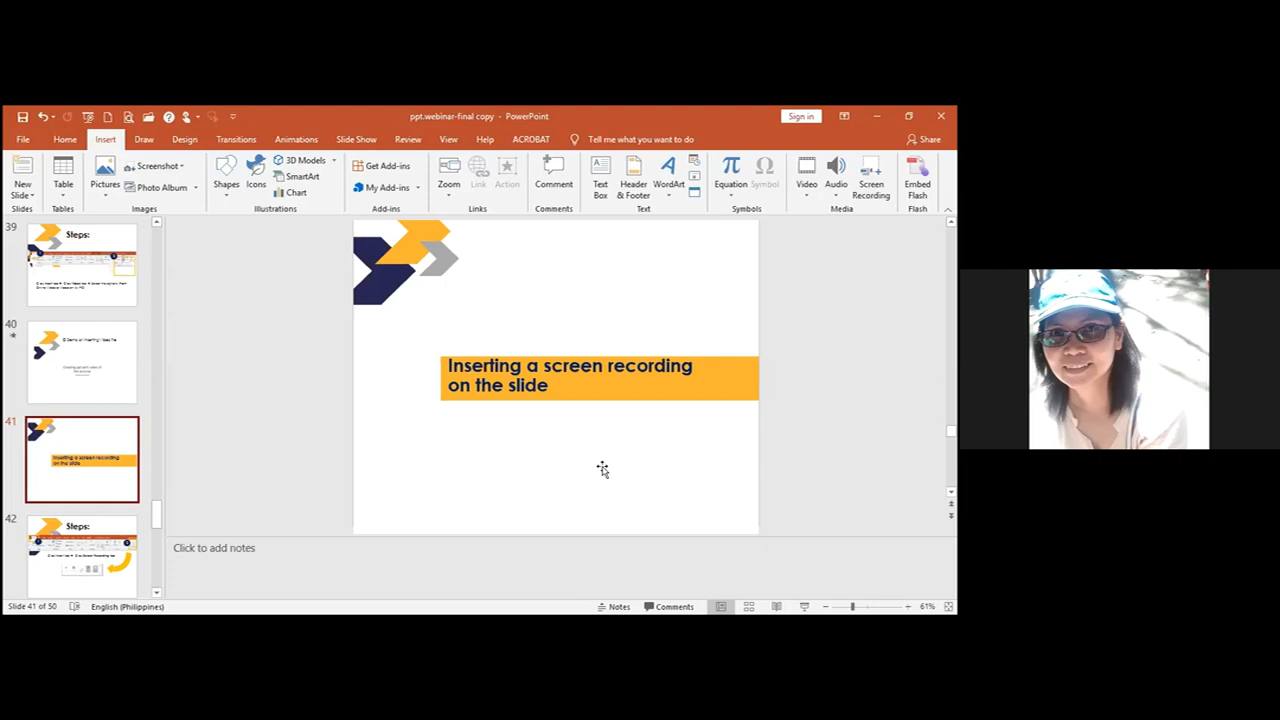 ppt.webinar-final copy - PowerPoint
Sign in
File Home Insert Draw Design Transitions Animations Slide Show Review View Help ACROBAT Tell me what you want to do Share
New Slide
Slides
Table
Tables
Pictures
Screenshot
Photo Album
Images
Shapes
Icons
3D Models
SmartArt
Chart
Illustrations
Get Add-ins
My Add-ins
Add-ins
Zoom
Link
Action
Links
Comment
Comments
Text Box
Header & Footer
WordArt
Text
Equation
Symbol
Symbols
Video
Audio
Screen Recording
Media
Embed Flash
Flash
39
Steps:
40
41
Inserting a screen recording
on the slide
42
Steps:
Inserting a screen recording
on the slide
Click to add notes
Slide 41 of 50 English (Philippines) Notes Comments 61%